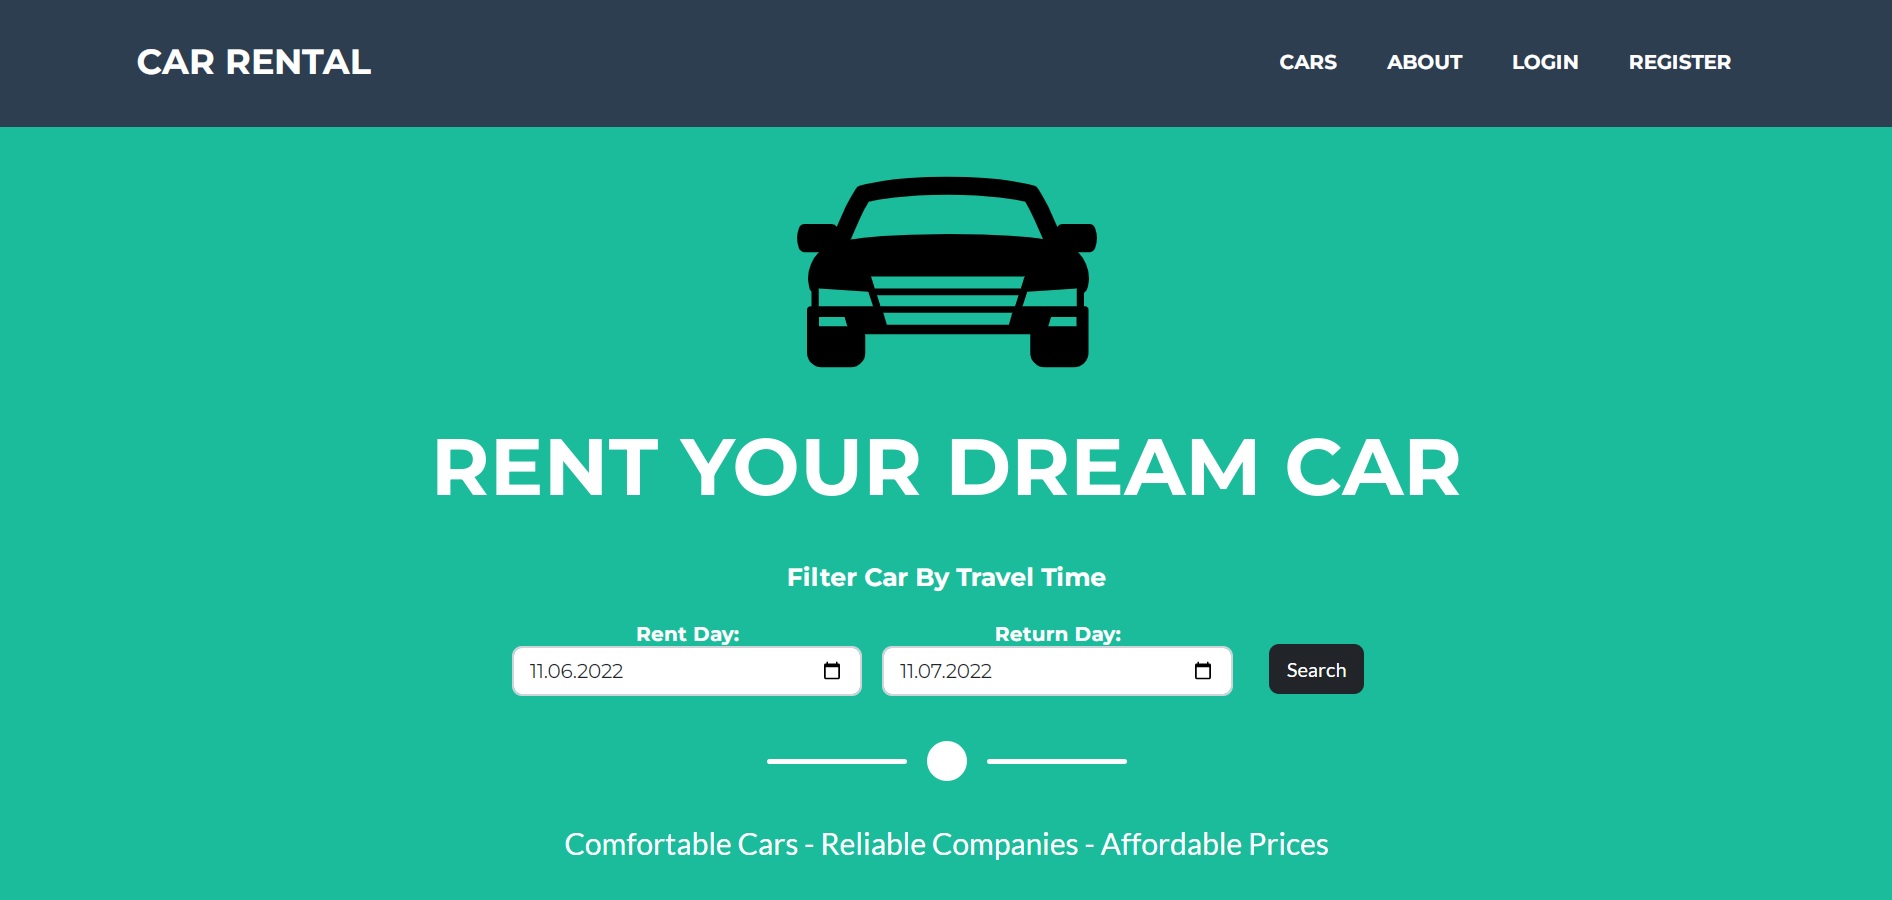 CAR RENTAL
CARS ABOUT LOGIN REGISTER
RENT YOUR DREAM CAR
Filter Car By Travel Time
Rent Day: Return Day:
11.06.2022 11.07.2022 Search
Comfortable Cars - Reliable Companies - Affordable Prices